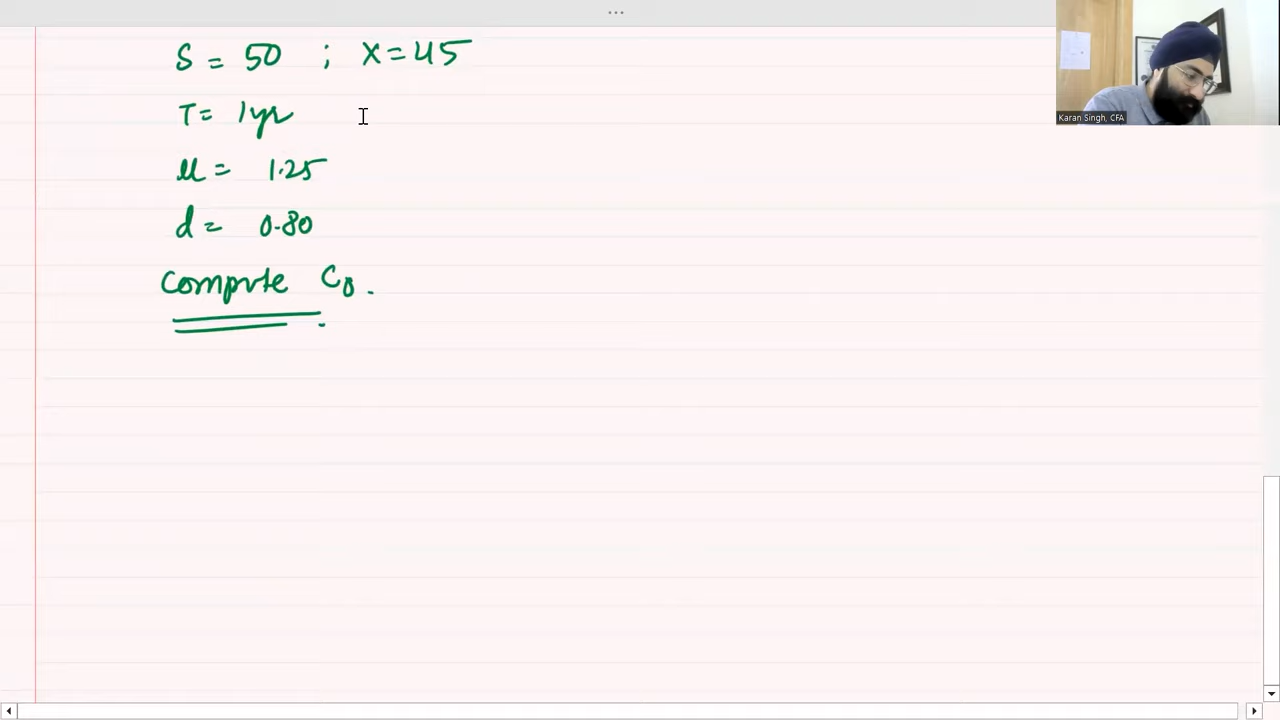 S = 50 ; X = 45
T = 1yr
u = 1.25
d = 0.80
Compute C0.
Karan Singh, CFA